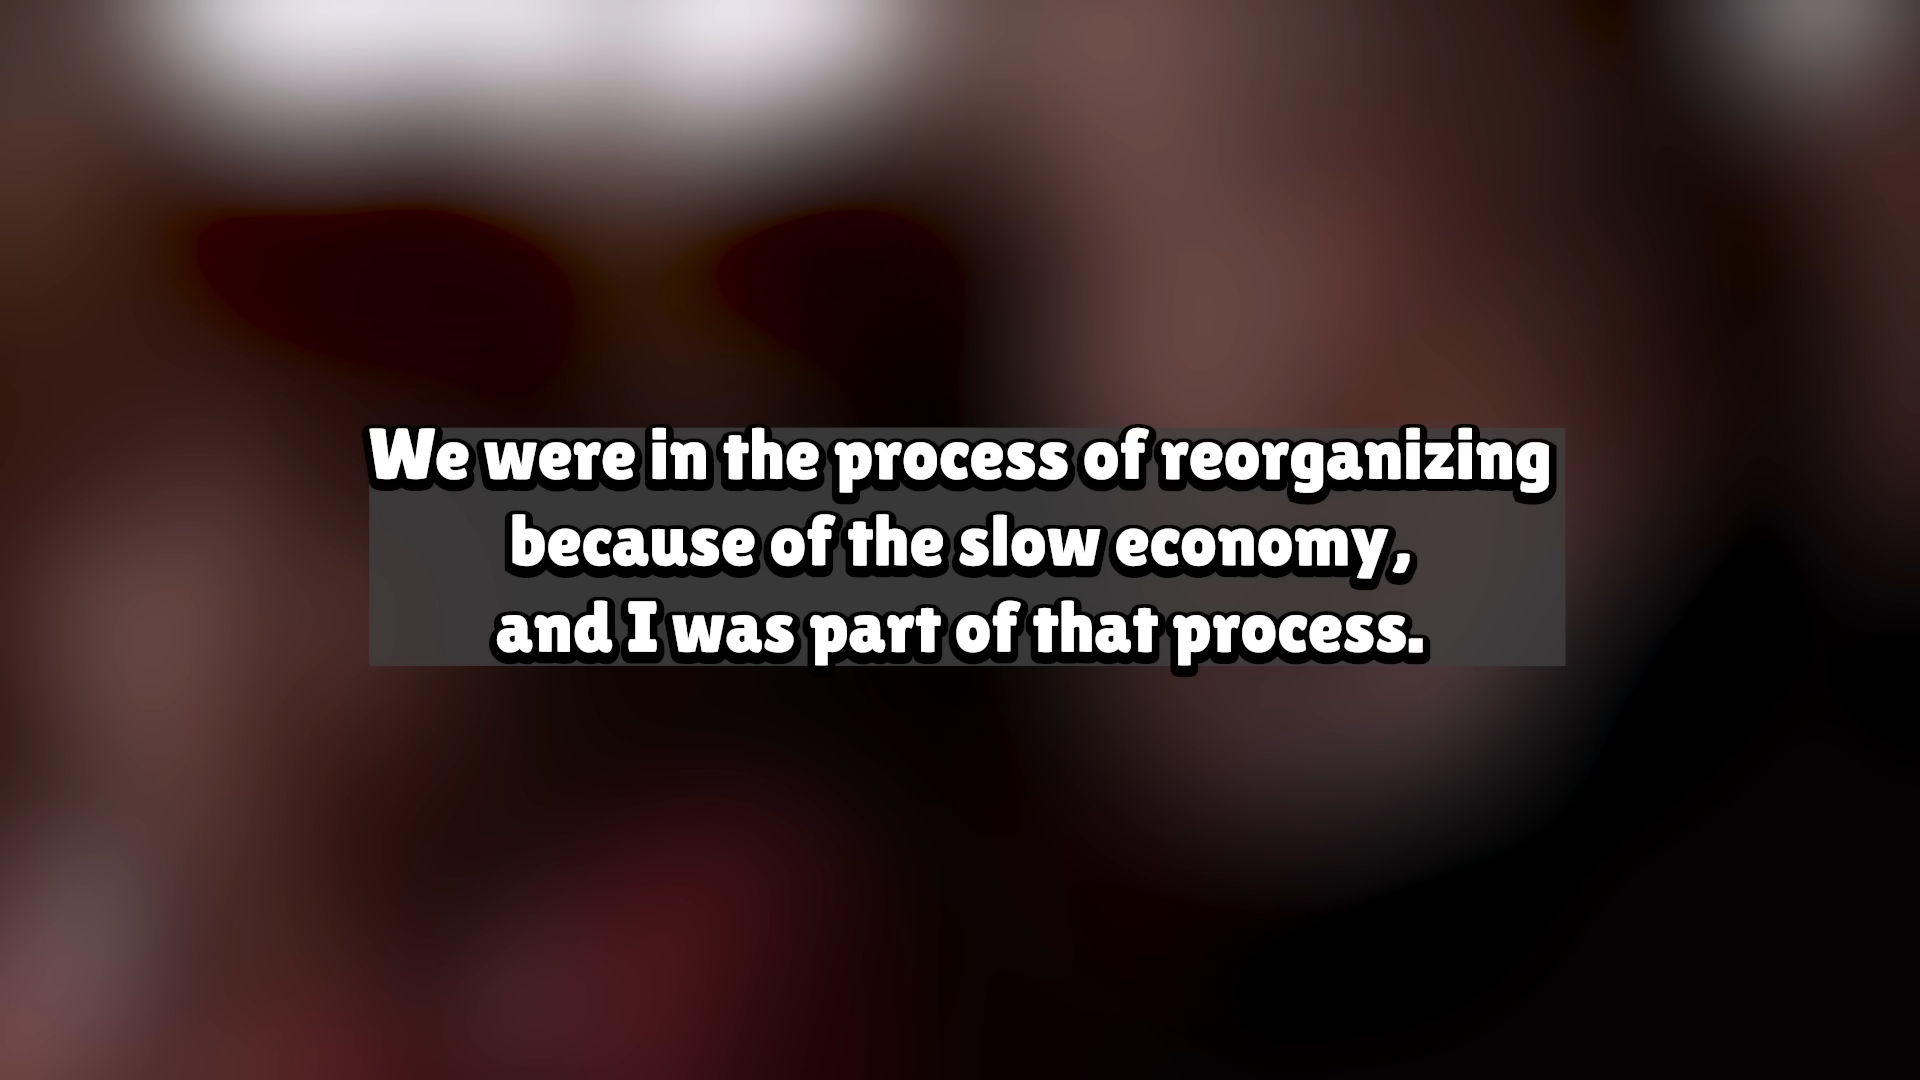 We were in the process of reorganizing
because of the slow economy,
and I was part of that process.